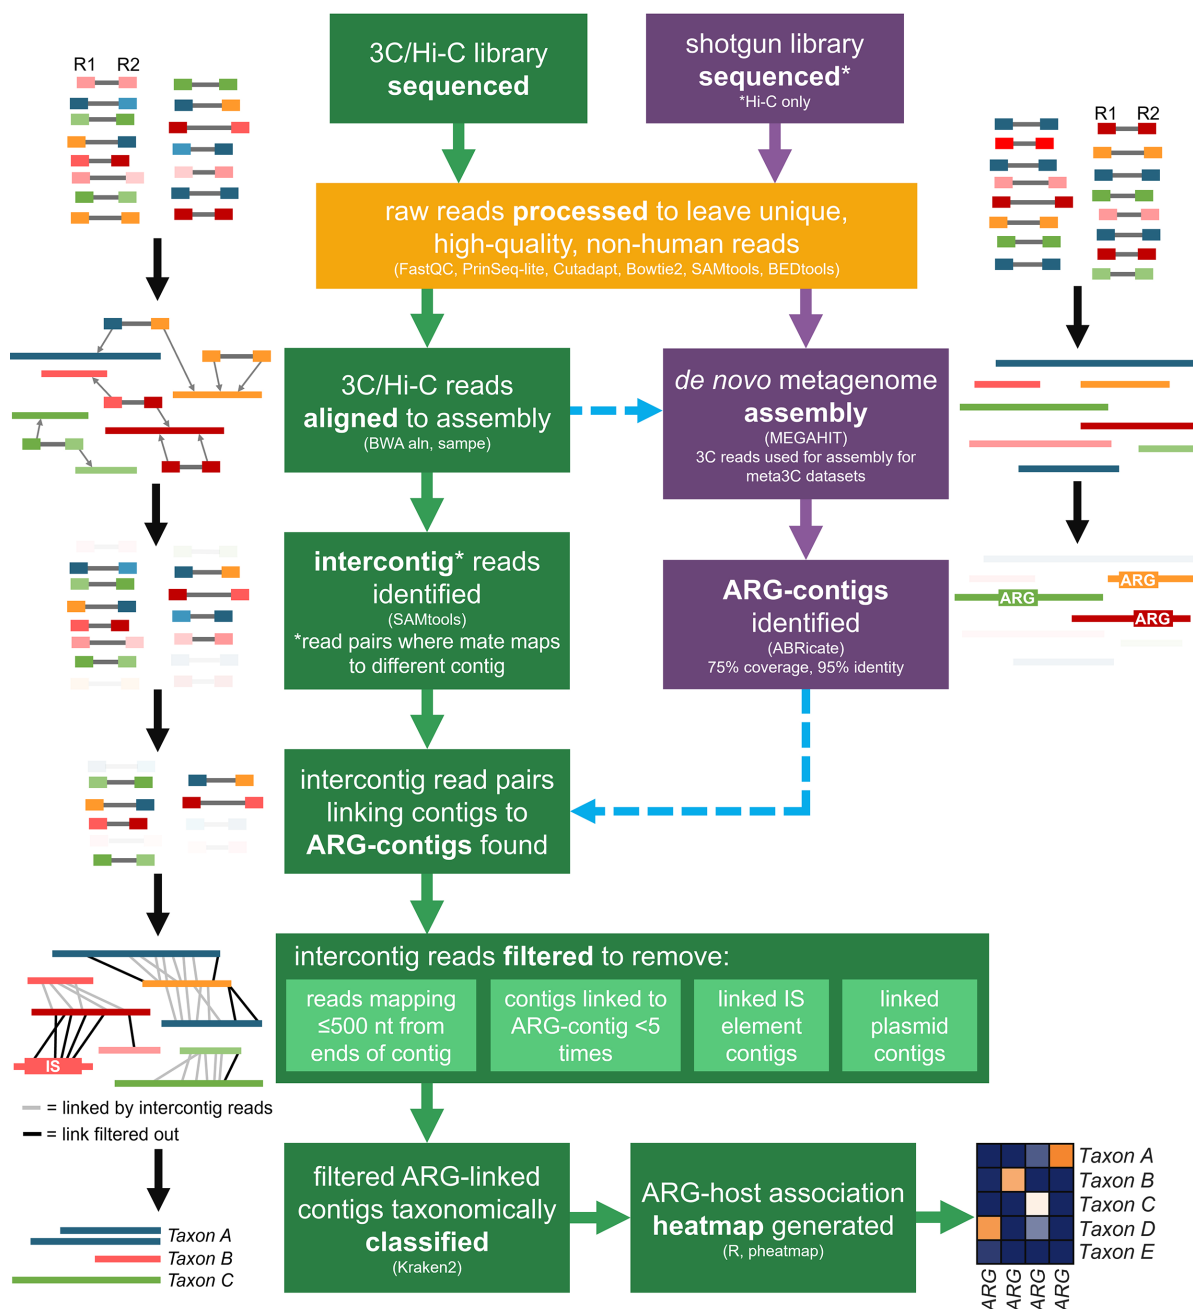 3C/Hi-C library
sequenced
shotgun library
sequenced*
*Hi-C only
R1 R2
R1 R2
raw reads processed to leave unique,
high-quality, non-human reads
(FastQC, PrinSeq-lite, Cutadapt, Bowtie2, SAMtools, BEDtools)
3C/Hi-C reads
aligned to assembly
(BWA aln, sampe)
de novo metagenome
assembly
(MEGAHIT)
3C reads used for assembly for
meta3C datasets
intercontig* reads
identified
(SAMtools)
*read pairs where mate maps
to different contig
ARG-contigs
identified
(ABRicate)
75% coverage, 95% identity
ARG
ARG
ARG
intercontig read pairs
linking contigs to
ARG-contigs found
intercontig reads filtered to remove:
reads mapping
≤500 nt from
ends of contig
contigs linked to
ARG-contig <5
times
linked IS
element
contigs
linked
plasmid
contigs
IS
= linked by intercontig reads
= link filtered out
filtered ARG-linked
contigs taxonomically
classified
(Kraken2)
ARG-host association
heatmap generated
(R, pheatmap)
Taxon A
Taxon B
Taxon C
Taxon D
Taxon E
ARG
ARG
ARG
ARG
Taxon A
Taxon B
Taxon C